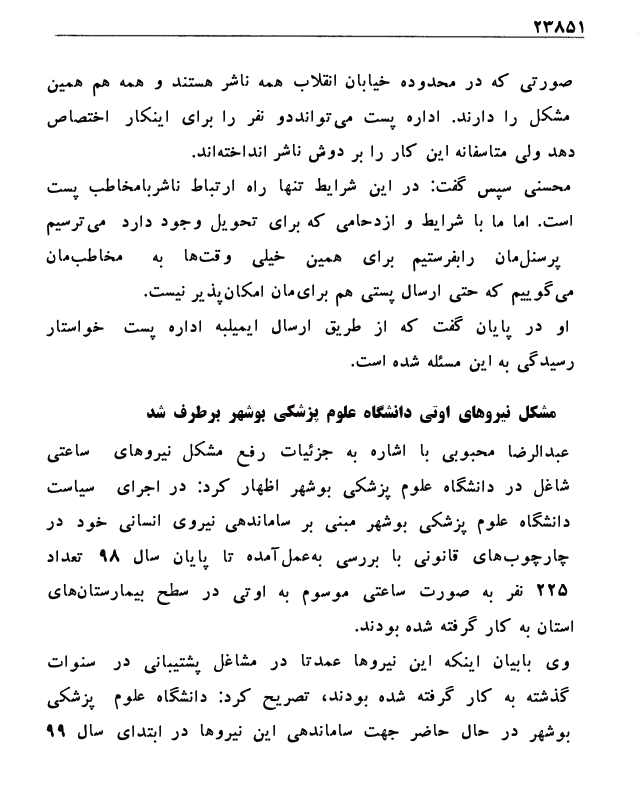 ۲۳۸۵۱
صورتی که در محدوده خیابان انقلاب همه ناشر هستند و همه هم همین
مشکل را دارند. اداره پست می‌توانددو نفر را برای اینکار اختصاص
دهد ولی متاسفانه این کار را بر دوش ناشر انداخته‌اند.
محسنی سپس گفت: در این شرایط تنها راه ارتباط ناشربامخاطب پست
است. اما ما با شرایط و ازدحامی که برای تحویل وجود دارد می‌ترسیم
پرسنل‌مان رابفرستیم برای همین خیلی وقت‌ها به مخاطب‌مان
می‌گوییم که حتی ارسال پستی هم برای‌مان امکان‌پذیر نیست.
او در پایان گفت که از طریق ارسال ایمیلبه اداره پست خواستار
رسیدگی به این مسئله شده است.
مشکل نیروهای اوتی دانشگاه علوم پزشکی بوشهر برطرف شد
عبدالرضا محبوبی با اشاره به جزئیات رفع مشکل نیروهای ساعتی
شاغل در دانشگاه علوم پزشکی بوشهر اظهار کرد: در اجرای سیاست
دانشگاه علوم پزشکی بوشهر مبنی بر ساماندهی نیروی انسانی خود در
چارچوب‌های قانونی با بررسی به‌عمل‌آمده تا پایان سال ۹۸ تعداد
۲۲۵ نفر به صورت ساعتی موسوم به اوتی در سطح بیمارستان‌های
استان به کار گرفته شده بودند.
وی بابیان اینکه این نیروها عمدتا در مشاغل پشتیبانی در سنوات
گذشته به کار گرفته شده بودند، تصریح کرد: دانشگاه علوم پزشکی
بوشهر در حال حاضر جهت ساماندهی این نیروها در ابتدای سال ۹۹